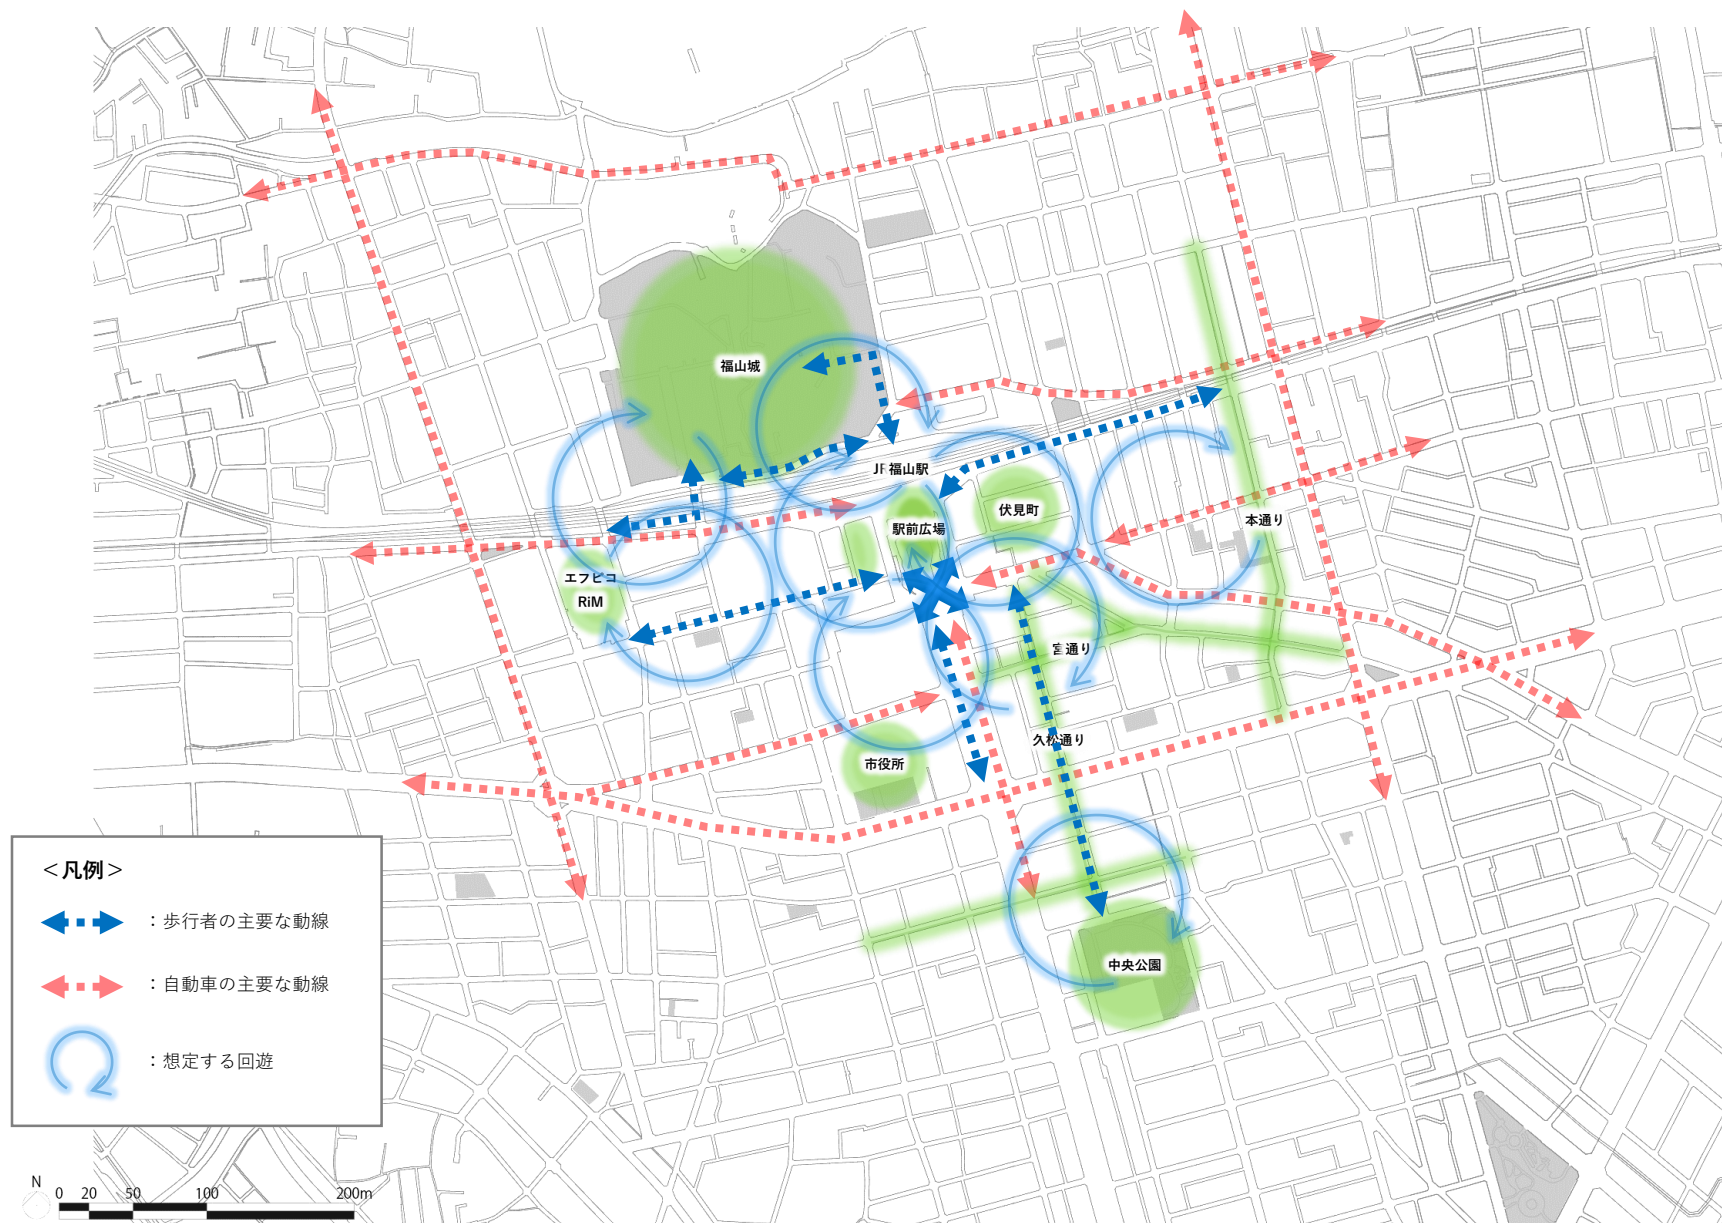 福山城
JR福山駅
伏見町
駅前広場
本通り
エフピコ
RiM
宮通り
久松通り
市役所
中央公園
＜凡例＞
：歩行者の主要な動線
：自動車の主要な動線
：想定する回遊
N
0 20 50 100 200m